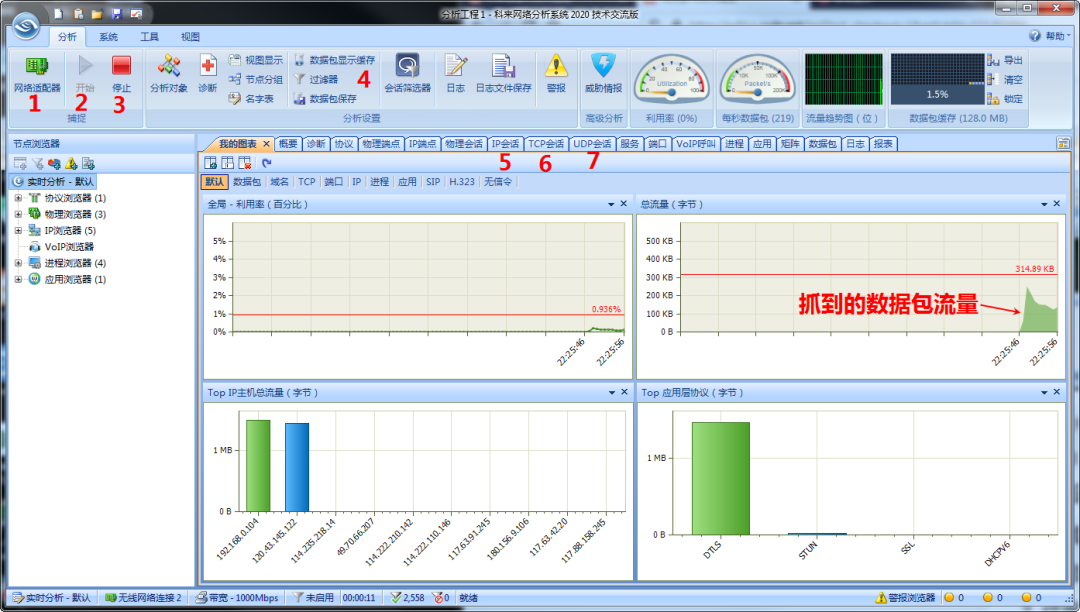 分析工程 1 - 科来网络分析系统 2020 技术交流版
分析 系统 工具 视图 帮助
网络适配器 开始 停止 分析对象 诊断 视图显示 数据包显示缓存 会话筛选器 日志 日志文件保存 警报 威胁情报 导出
节点分组 过滤器 清空
名字表 数据包保存 锁定
1 2 3 4
Utilization Packet/s 1.5%
捕捉 分析设置 高级分析 利用率 (0%) 每秒数据包 (219) 流量趋势图（位） 数据包缓存 (128.0 MB)
节点浏览器
我的图表 概要 诊断 协议 物理端点 IP端点 物理会话 IP会话 TCP会话 UDP会话 服务 端口 VoIP呼叫 进程 应用 矩阵 数据包 日志 报表
5 6 7
实时分析 - 默认
协议浏览器 (1)
物理浏览器 (3)
IP浏览器 (5)
VoIP浏览器
进程浏览器 (4)
应用浏览器 (1)
默认 数据包 域名 TCP 端口 IP 进程 应用 SIP H.323 无信令
全局 - 利用率（百分比）
5%
4%
3%
2%
1%
0%
0.936%
22:25:46 22:25:56
总流量（字节）
500 KB
400 KB
300 KB
200 KB
100 KB
0 B
314.89 KB
抓到的数据包流量
22:25:46 22:25:56
Top IP主机总流量（字节）
1 MB
0 B
192.168.0.104 120.43.145.122 114.235.218.14 49.70.66.207 114.222.210.142 114.222.110.146 117.63.91.245 180.156.9.106 117.63.42.20 117.88.158.245
Top 应用层协议（字节）
1 MB
0 B
DTLS STUN SSL DHCPV6
实时分析 - 默认 无线网络连接 2 带宽 - 1000Mbps 未启用 00:00:11 2,558 0 就绪 警报浏览器 0 0 0